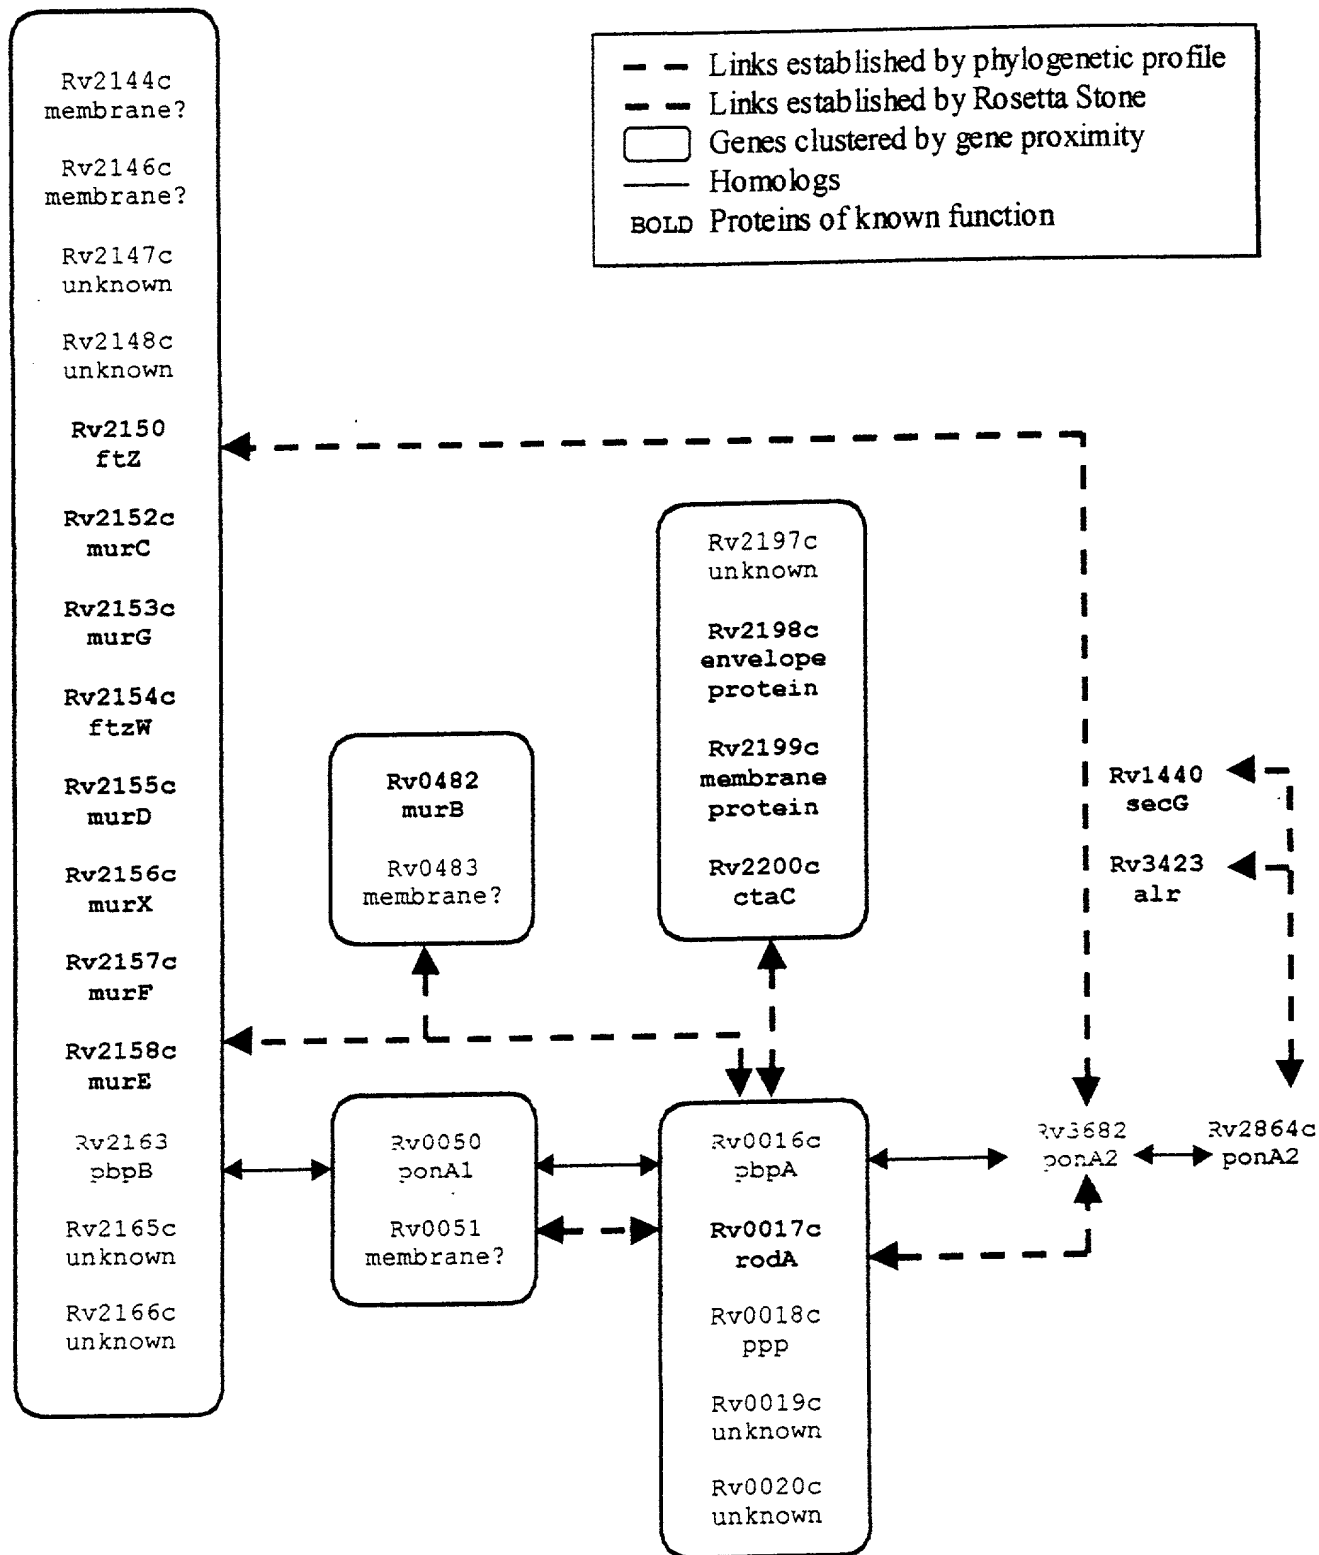 Links established by phylogenetic profile
Links established by Rosetta Stone
Genes clustered by gene proximity
Homologs
BOLD Proteins of known function
Rv2144c
membrane?
Rv2146c
membrane?
Rv2147c
unknown
Rv2148c
unknown
Rv2150
ftZ
Rv2152c
murC
Rv2153c
murG
Rv2154c
ftzW
Rv2155c
murD
Rv2156c
murX
Rv2157c
murF
Rv2158c
murE
Rv2163
pbpB
Rv2165c
unknown
Rv2166c
unknown
Rv0482
murB
Rv0483
membrane?
Rv0050
ponA1
Rv0051
membrane?
Rv2197c
unknown
Rv2198c
envelope
protein
Rv2199c
membrane
protein
Rv2200c
ctaC
Rv0016c
pbpA
Rv0017c
rodA
Rv0018c
ppp
Rv0019c
unknown
Rv0020c
unknown
Rv1440
secG
Rv3423
alr
Rv3682
ponA2
Rv2864c
ponA2